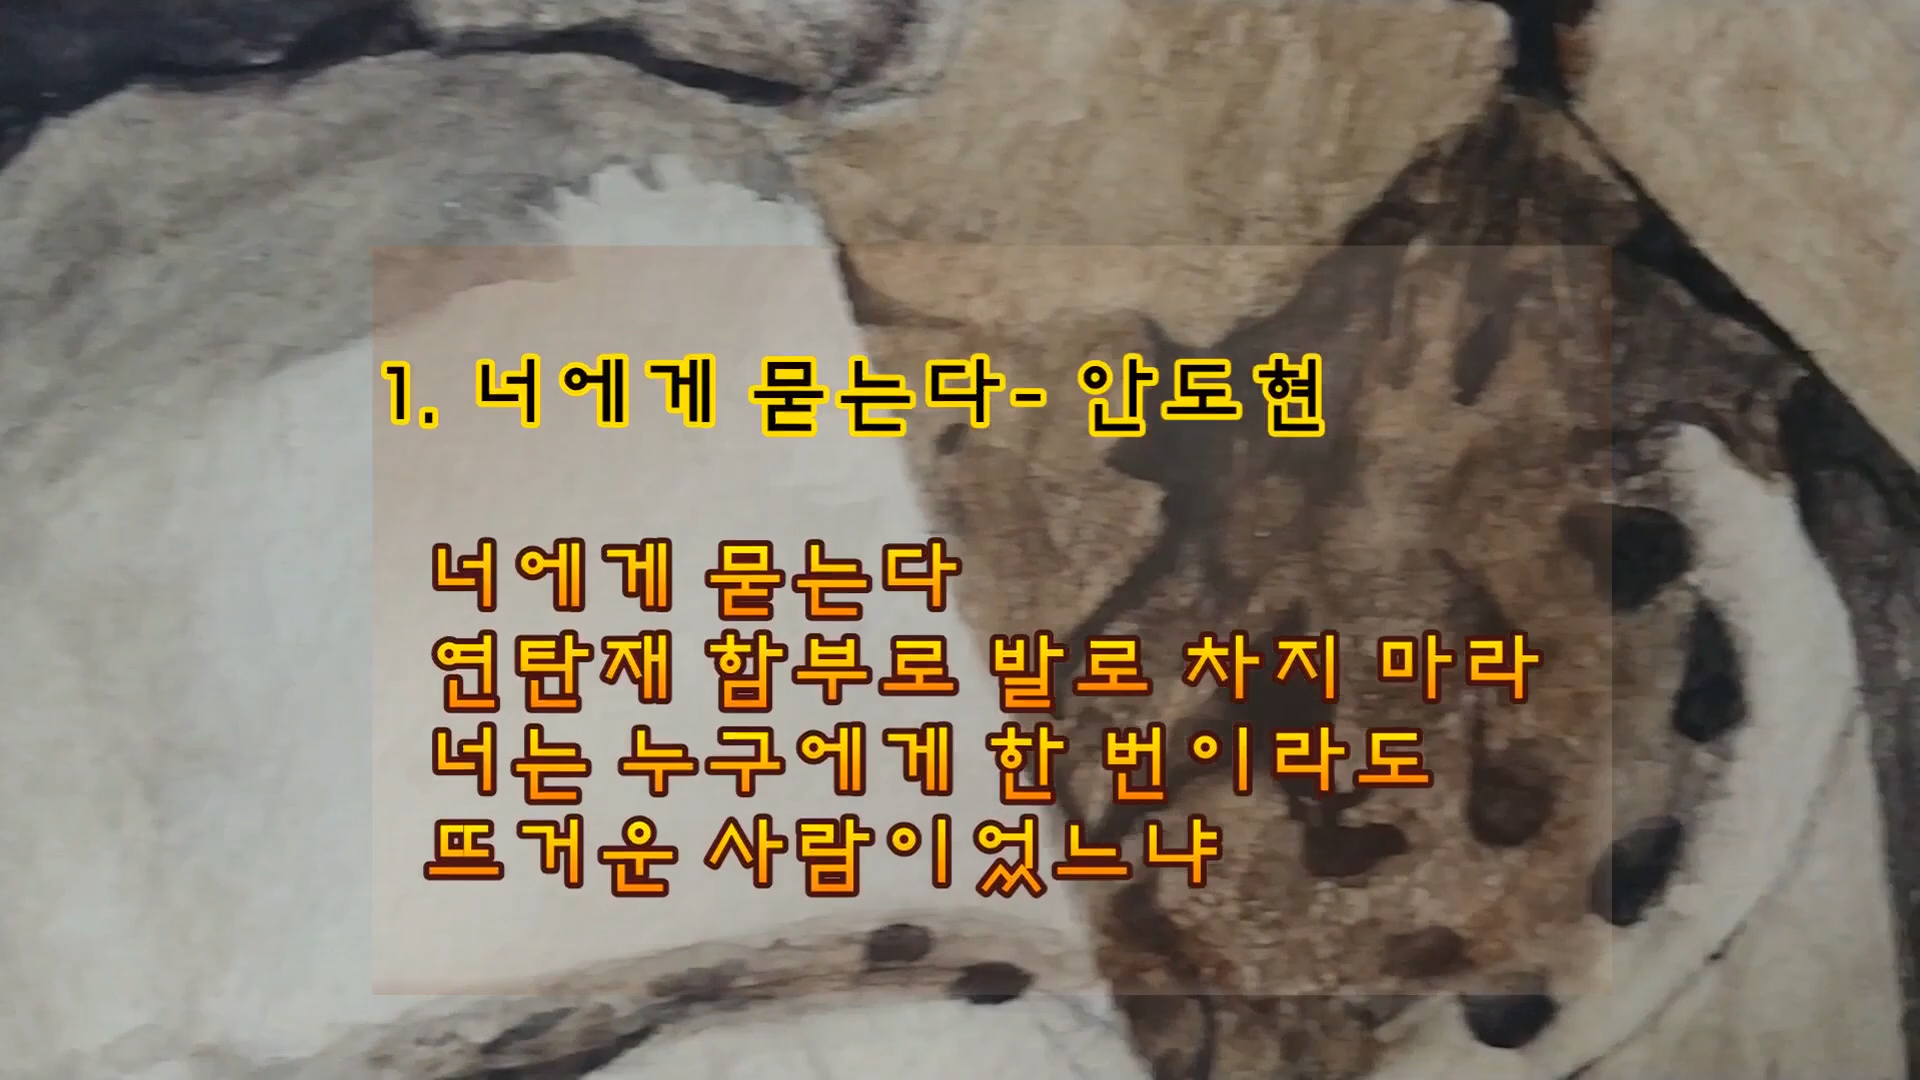 1. 너에게 묻는다- 안도현
너에게 묻는다
연탄재 함부로 발로 차지 마라
너는 누구에게 한 번이라도
뜨거운 사람이었느냐